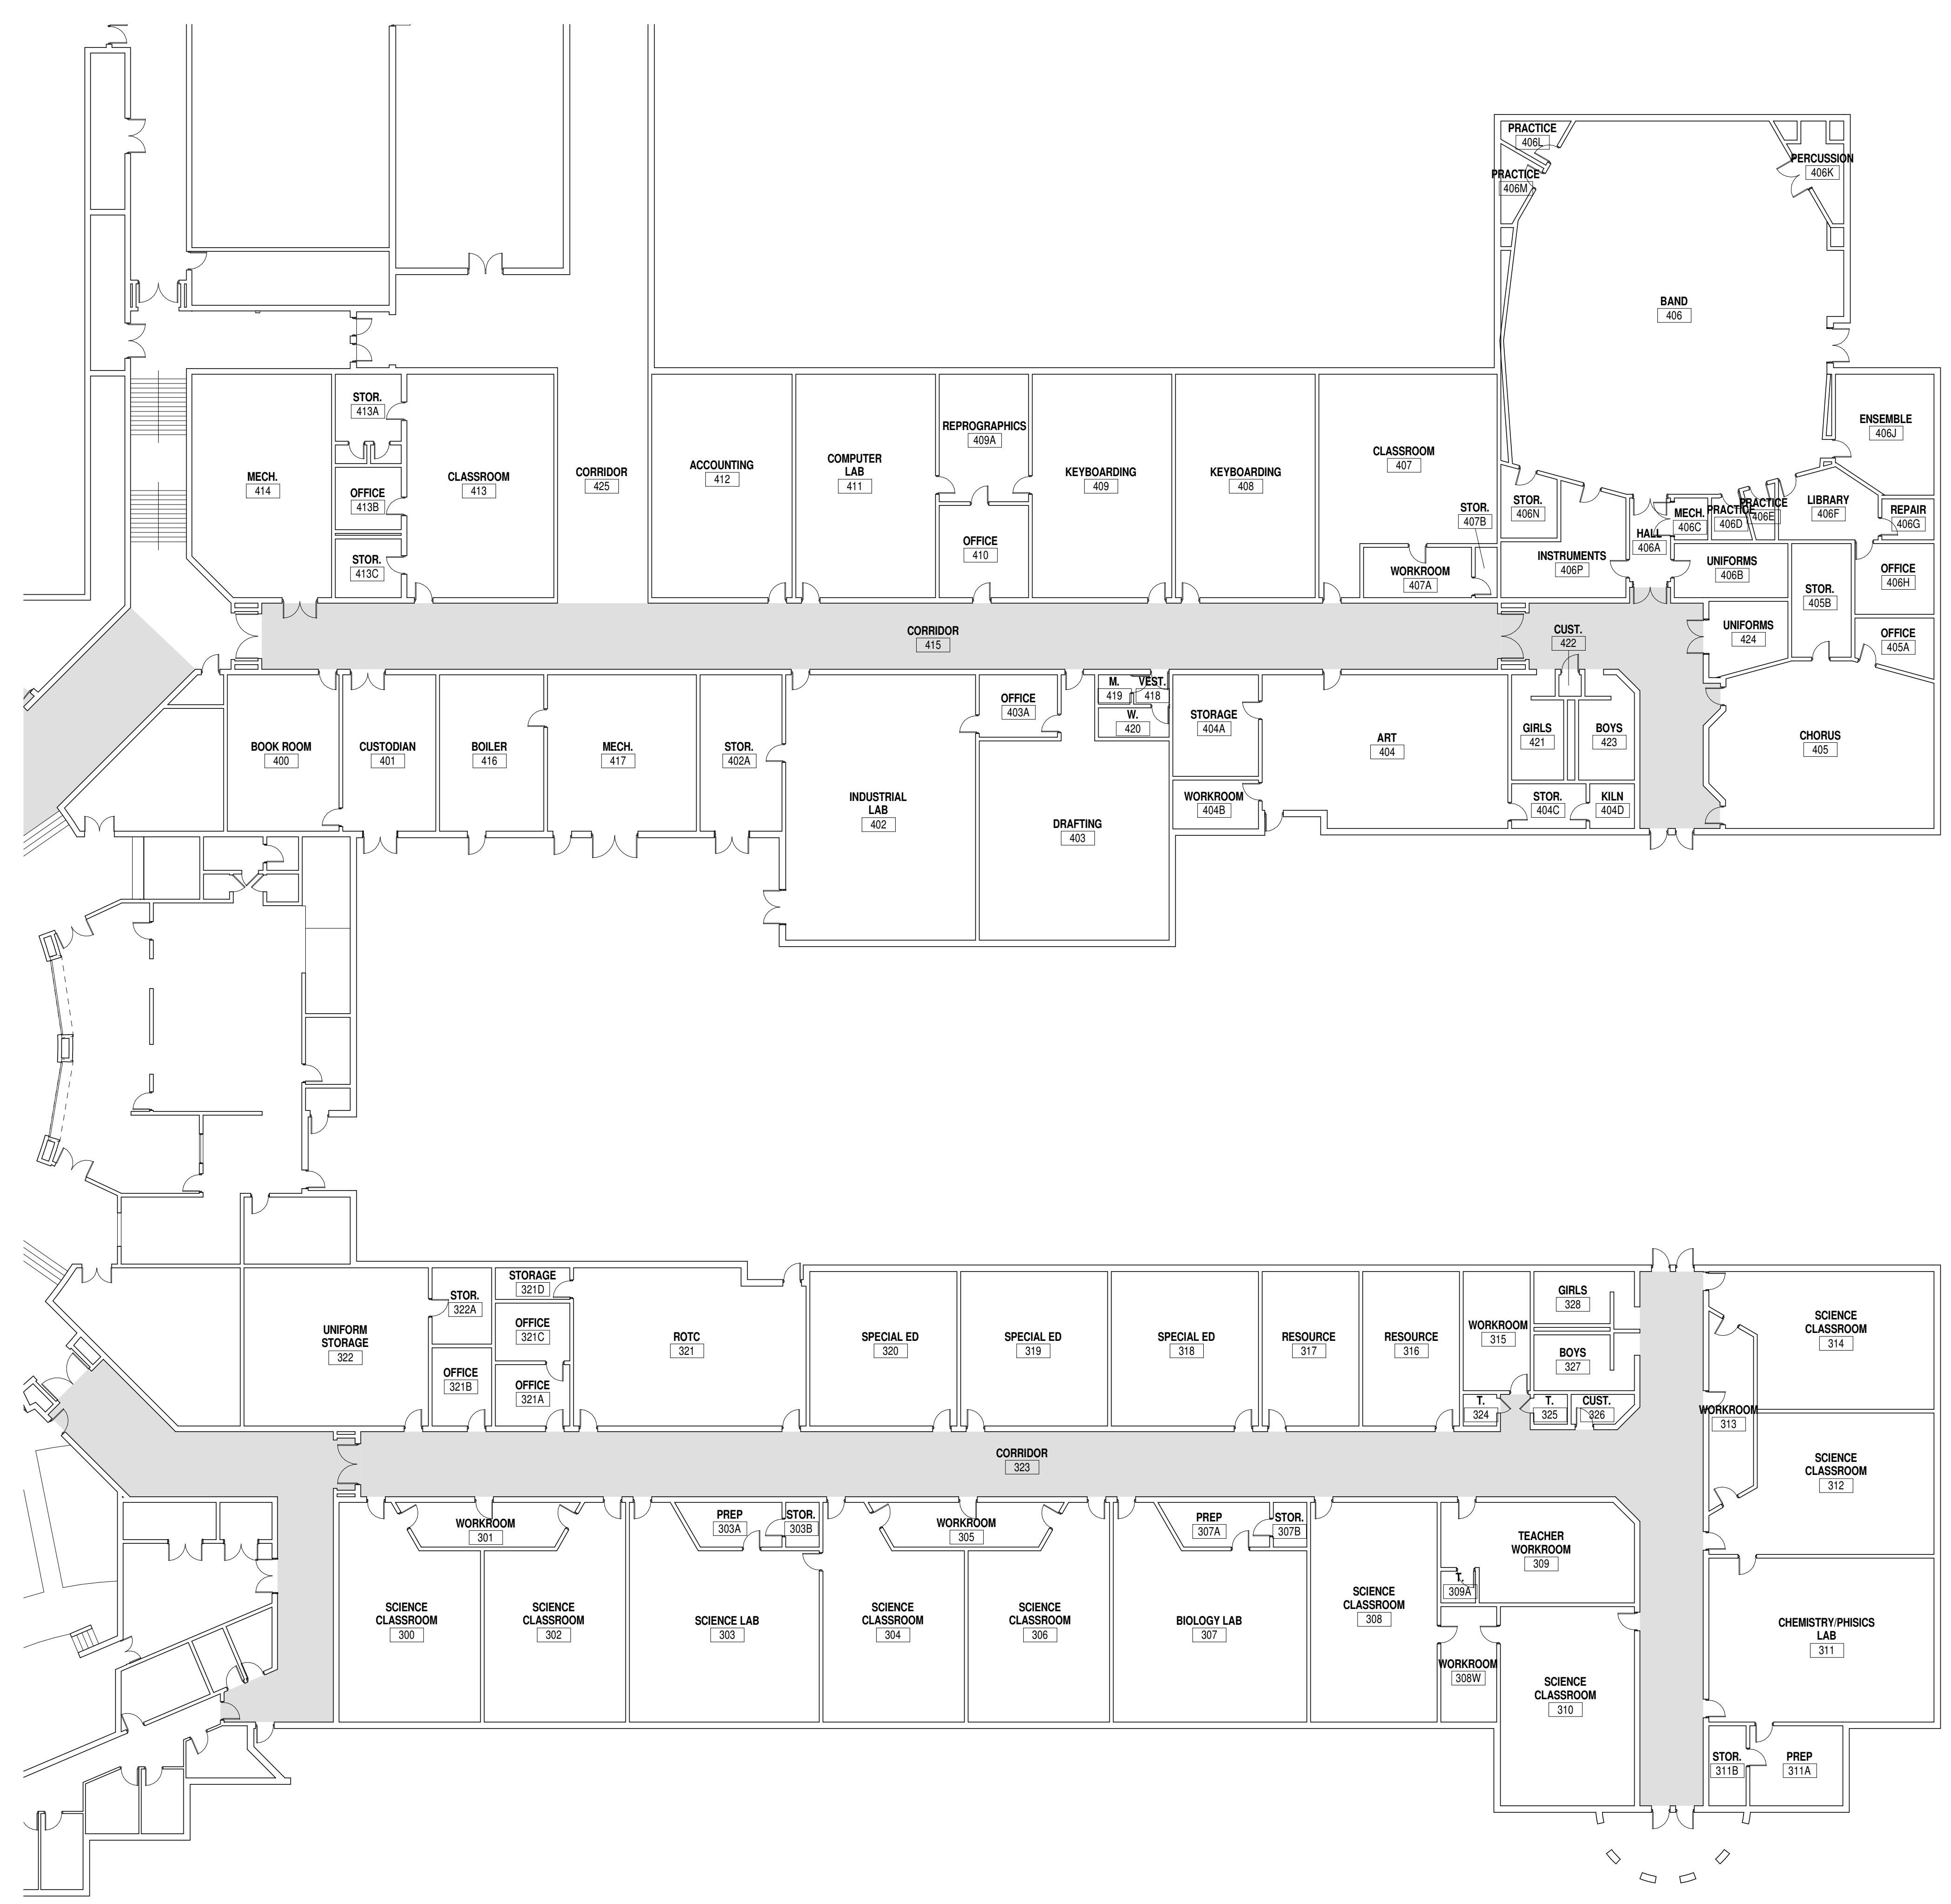 PRACTICE
406L
PERCUSSION
406K
PRACTICE
406M
BAND
406
STOR.
413A
ENSEMBLE
406J
REPROGRAPHICS
409A
CLASSROOM
407
COMPUTER
LAB
411
ACCOUNTING
412
MECH.
414
CLASSROOM
413
CORRIDOR
425
KEYBOARDING
409
KEYBOARDING
408
OFFICE
413B
STOR.
407B
STOR.
406N
HALL
406A
MECH.
406C
PRACTICE
406D
PRACTICE
406E
LIBRARY
406F
REPAIR
406G
OFFICE
410
STOR.
413C
WORKROOM
407A
INSTRUMENTS
406P
UNIFORMS
406B
OFFICE
406H
STOR.
405B
CORRIDOR
415
CUST.
422
UNIFORMS
424
OFFICE
405A
M.
419
VEST.
418
OFFICE
403A
W.
420
STORAGE
404A
GIRLS
421
BOYS
423
ART
404
CHORUS
405
BOOK ROOM
400
CUSTODIAN
401
BOILER
416
MECH.
417
STOR.
402A
INDUSTRIAL
LAB
402
DRAFTING
403
WORKROOM
404B
STOR.
404C
KILN
404D
STORAGE
321D
STOR.
322A
OFFICE
321C
UNIFORM
STORAGE
322
ROTC
321
SPECIAL ED
320
SPECIAL ED
319
SPECIAL ED
318
RESOURCE
317
RESOURCE
316
WORKROOM
315
GIRLS
328
BOYS
327
SCIENCE
CLASSROOM
314
OFFICE
321B
OFFICE
321A
T.
324
T.
325
CUST.
326
WORKROOM
313
CORRIDOR
323
SCIENCE
CLASSROOM
312
WORKROOM
301
PREP
303A
STOR.
303B
WORKROOM
305
PREP
307A
STOR.
307B
TEACHER
WORKROOM
309
T.
309A
SCIENCE
CLASSROOM
300
SCIENCE
CLASSROOM
302
SCIENCE LAB
303
SCIENCE
CLASSROOM
304
SCIENCE
CLASSROOM
306
BIOLOGY LAB
307
SCIENCE
CLASSROOM
308
CHEMISTRY/PHISICS
LAB
311
WORKROOM
308W
SCIENCE
CLASSROOM
310
STOR.
311B
PREP
311A